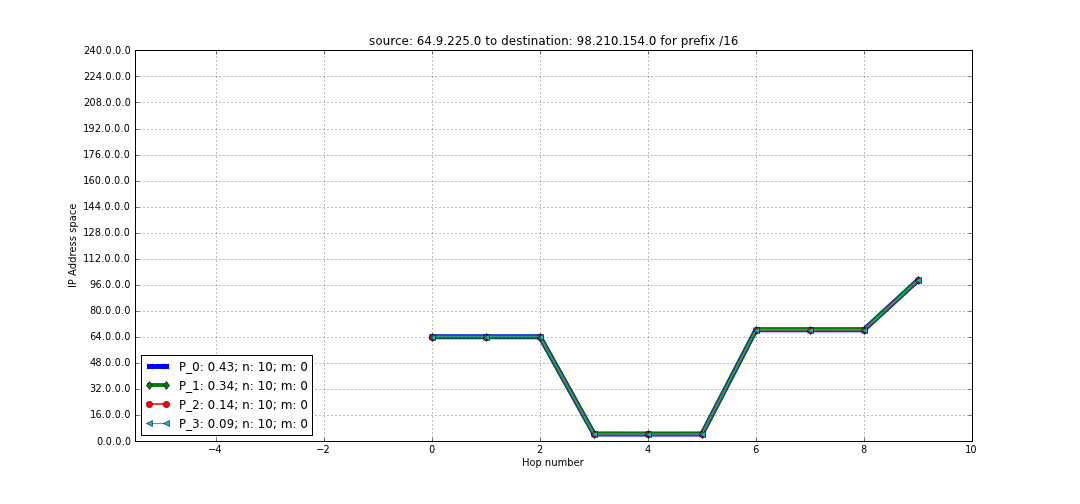 source: 64.9.225.0 to destination: 98.210.154.0 for prefix /16
240.0.0.0
224.0.0.0
208.0.0.0
192.0.0.0
176.0.0.0
160.0.0.0
144.0.0.0
128.0.0.0
112.0.0.0
96.0.0.0
80.0.0.0
64.0.0.0
48.0.0.0
32.0.0.0
16.0.0.0
0.0.0.0
IP Address space
P_0: 0.43; n: 10; m: 0
P_1: 0.34; n: 10; m: 0
P_2: 0.14; n: 10; m: 0
P_3: 0.09; n: 10; m: 0
−4 −2 0 2 4 6 8 10
Hop number